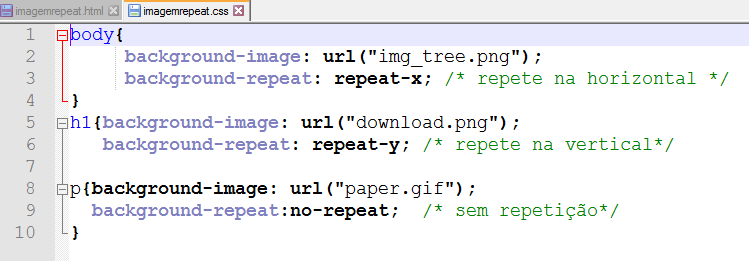 imagemrepeat.html imagemrepeat.css
1 body{
2 background-image: url("img_tree.png");
3 background-repeat: repeat-x; /* repete na horizontal */
4 }
5 h1{background-image: url("download.png");
6 background-repeat: repeat-y; /* repete na vertical*/
7
8 p{background-image: url("paper.gif");
9 background-repeat:no-repeat; /* sem repetição*/
10 }